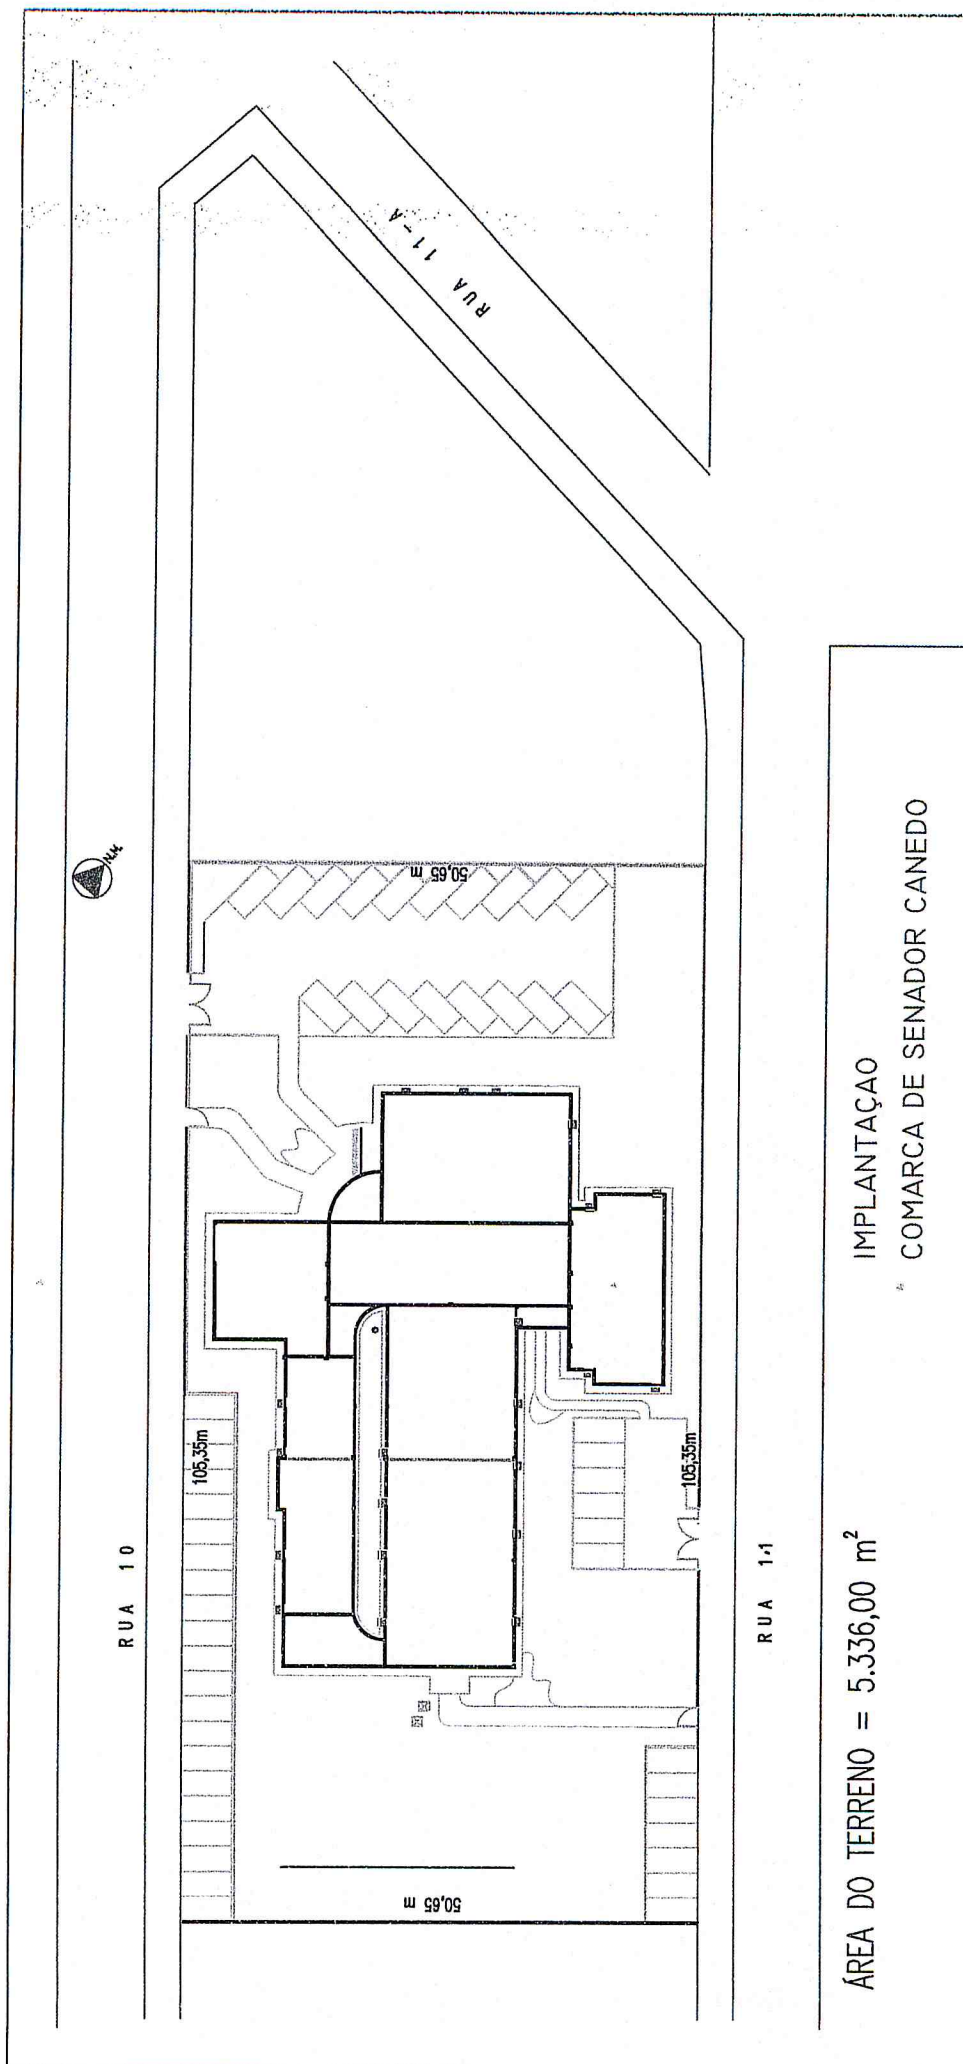 RUA 11-A
N.M.
50,65 m
105,35m
105,35m
RUA 10
RUA 11
50,65 m
IMPLANTAÇAO
COMARCA DE SENADOR CANEDO
ÁREA DO TERRENO = 5.336,00 m²